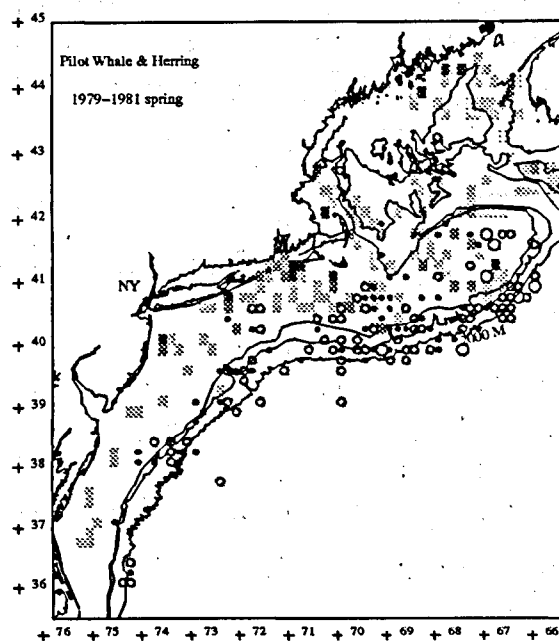 + 45
Pilot Whale & Herring
+ 44
1979–1981 spring
+ 43
+ 42
+ 41
NY
+ 40
+ 39
+ 38
+ 37
+ 36
+ 76 + 75 + 74 + 73 + 72 + 70 + 71 + 69 + 68 + 67 + 66